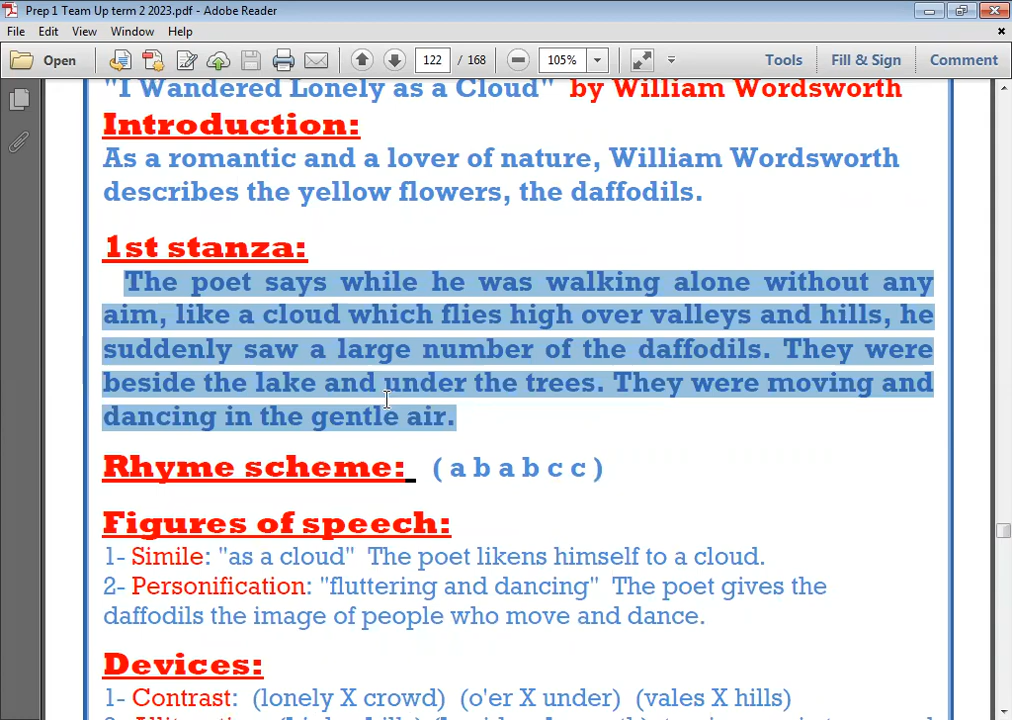 Prep 1 Team Up term 2 2023.pdf - Adobe Reader
File Edit View Window Help
Open 122 / 168 105% Tools Fill & Sign Comment
"I Wandered Lonely as a Cloud" by William Wordsworth
Introduction:
As a romantic and a lover of nature, William Wordsworth
describes the yellow flowers, the daffodils.
1st stanza:
The poet says while he was walking alone without any
aim, like a cloud which flies high over valleys and hills, he
suddenly saw a large number of the daffodils. They were
beside the lake and under the trees. They were moving and
dancing in the gentle air.
Rhyme scheme: ( a b a b c c )
Figures of speech:
1- Simile: "as a cloud" The poet likens himself to a cloud.
2- Personification: "fluttering and dancing" The poet gives the
daffodils the image of people who move and dance.
Devices:
1- Contrast: (lonely X crowd) (o'er X under) (vales X hills)